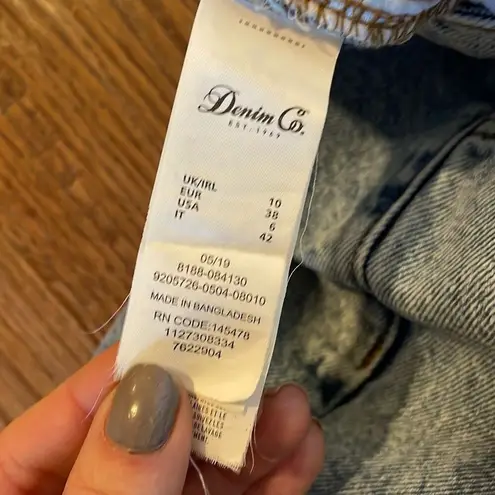 Denim Co.
EST. 1969
UK/IRL 10
EUR 38
USA 6
IT 42
05/19
8188-084130
9205726-0504-08010
MADE IN BANGLADESH
RN CODE:145478
1127308334
7622904